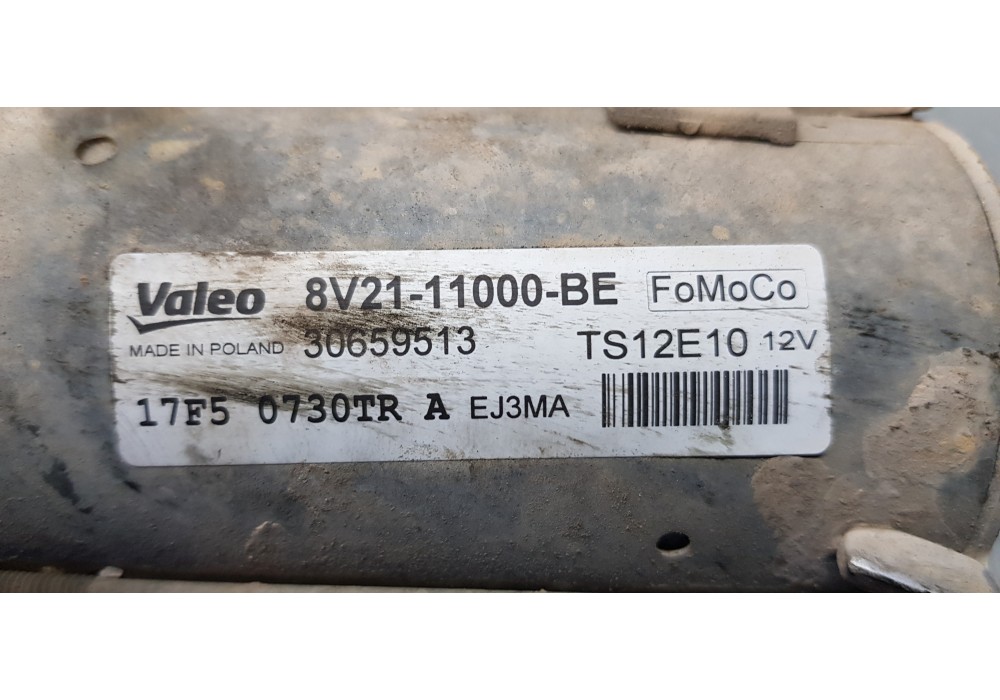 Valeo 8V21-11000-BE FoMoCo
MADE IN POLAND 30659513 TS12E10 12V
17F5 0730TR A EJ3MA